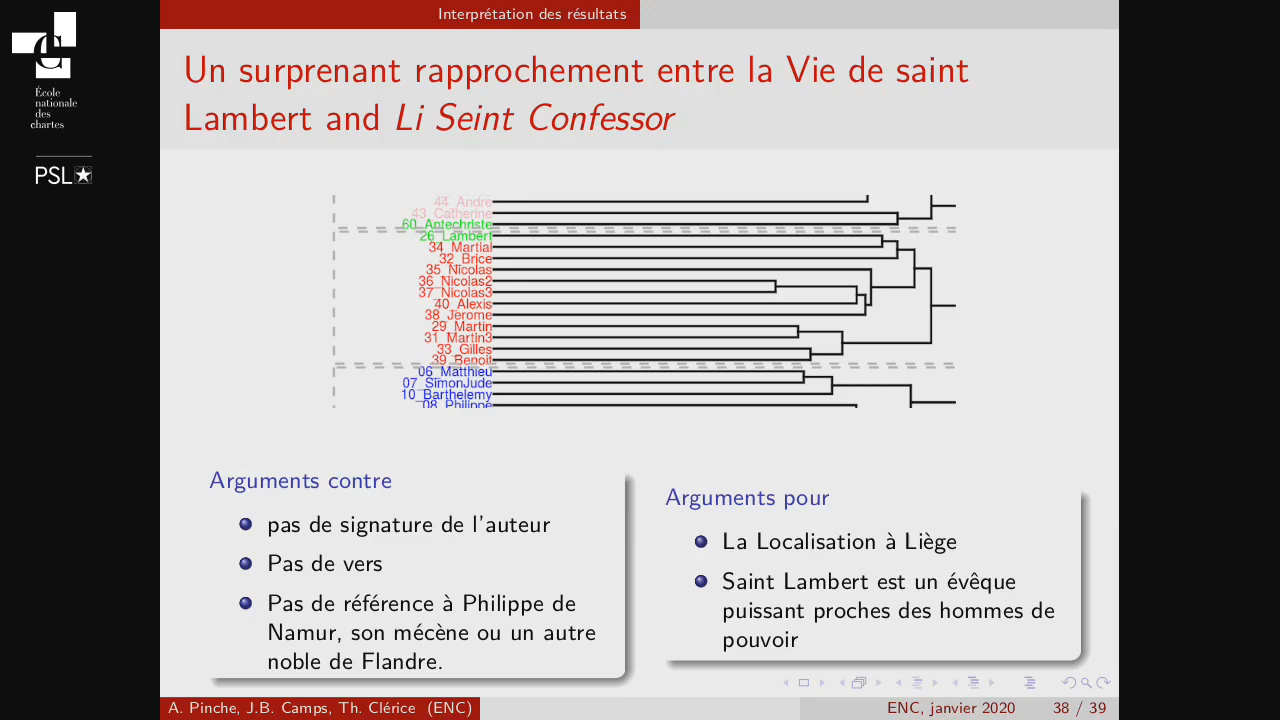 École
nationale
des
chartes
PSL
Interprétation des résultats
Un surprenant rapprochement entre la Vie de saint
Lambert and Li Seint Confessor
44_Andre
43_Catherine
60_Antechriste
26_Lambert
34_Martial
32_Brice
35_Nicolas
36_Nicolas2
37_Nicolas3
40_Alexis
38_Jerome
29_Martin
31_Martin3
33_Gilles
39_Benoit
06_Matthieu
07_SimonJude
10_Barthelemy
08_Philippe
Arguments contre
pas de signature de l'auteur
Pas de vers
Pas de référence à Philippe de
Namur, son mécène ou un autre
noble de Flandre.
Arguments pour
La Localisation à Liège
Saint Lambert est un évêque
puissant proches des hommes de
pouvoir
A. Pinche, J.B. Camps, Th. Clérice (ENC)
ENC, janvier 2020
38 / 39